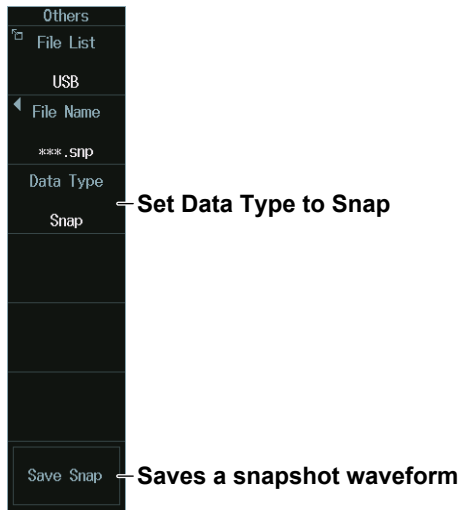 Others
File List
USB
File Name
***.snp
Data Type
Snap
Set Data Type to Snap
Save Snap
Saves a snapshot waveform